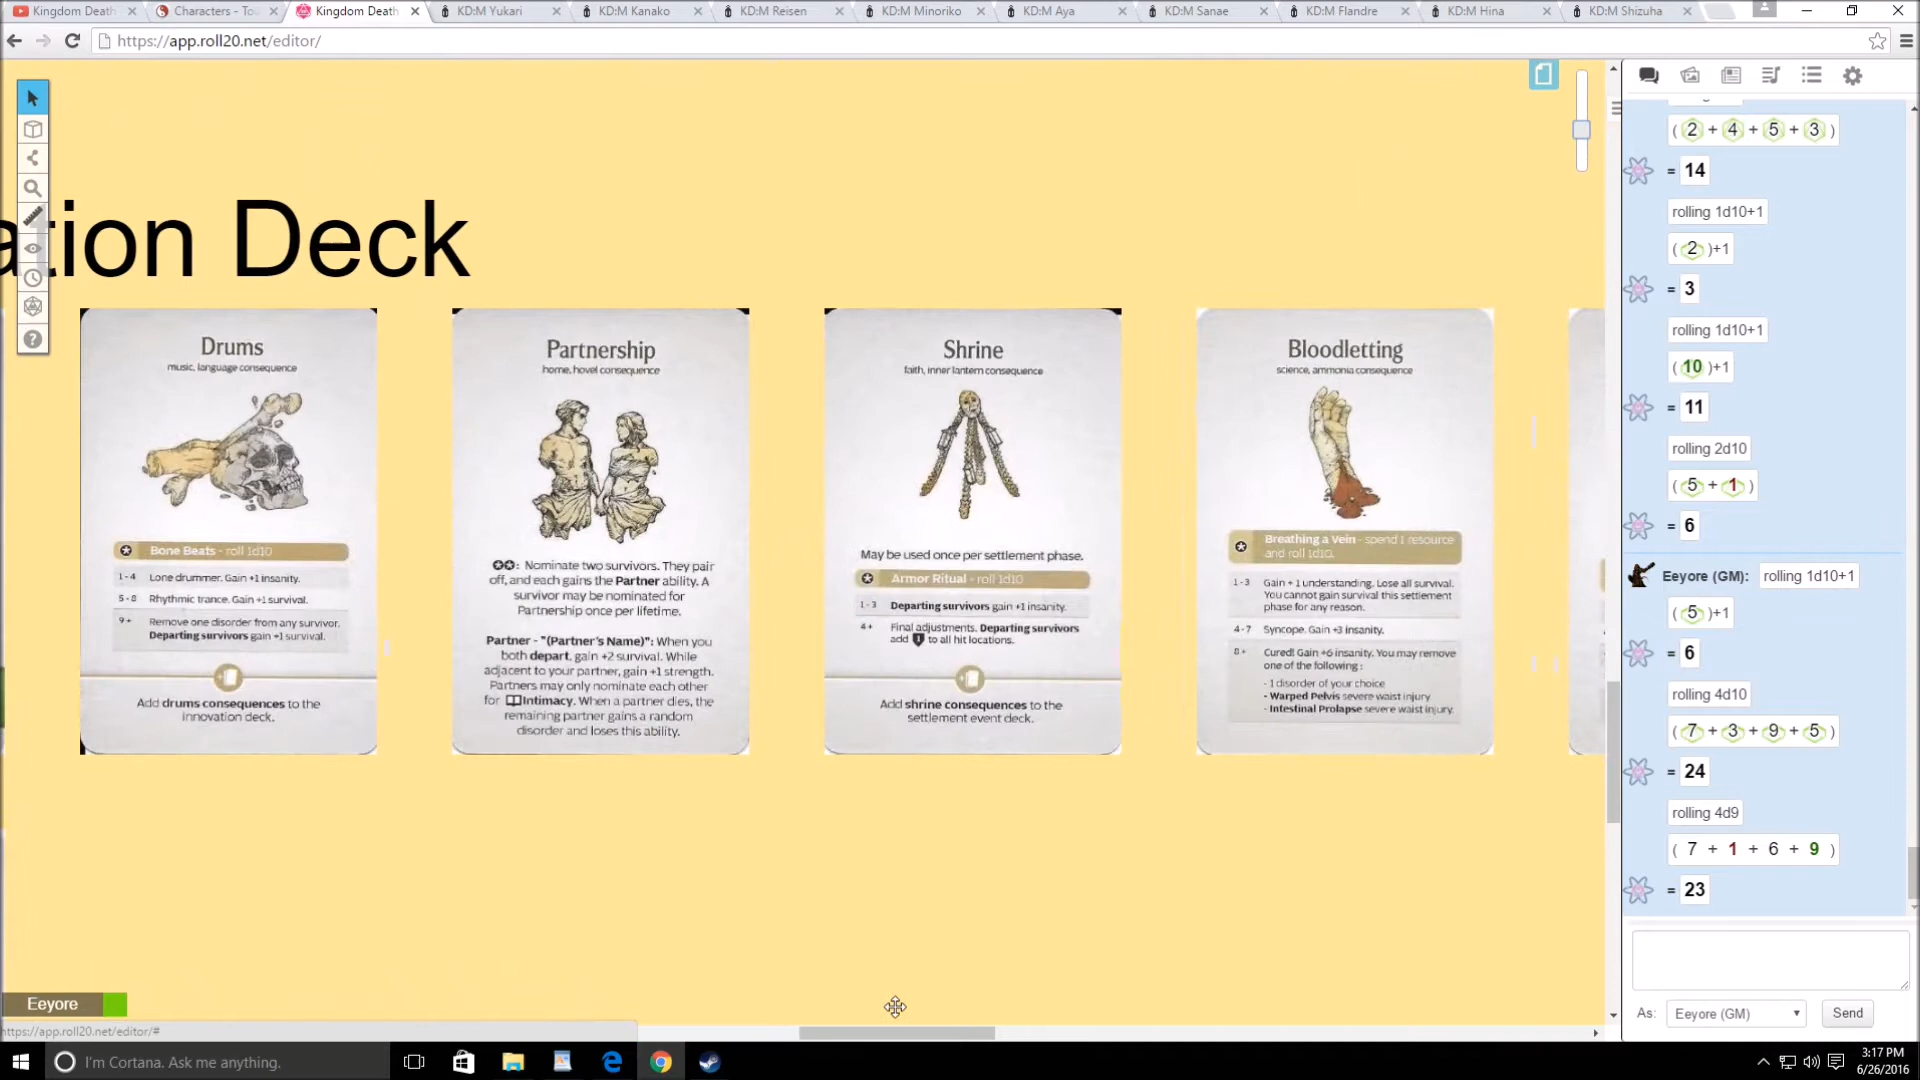 Kingdom Death
Characters - Tou
Kingdom Death
KD:M Yukari
KD:M Kanako
KD:M Reisen
KD:M Minoriko
KD:M Aya
KD:M Sanae
KD:M Flandre
KD:M Hina
KD:M Shizuha
https://app.roll20.net/editor/
ation Deck
Drums
music, language consequence
Bone Beats - roll 1d10
1-4 Lone drummer. Gain +1 insanity.
5-8 Rhythmic trance. Gain +1 survival.
9+ Remove one disorder from any survivor.
Departing survivors gain +1 survival.
Add drums consequences to the
innovation deck.
Partnership
home, hovel consequence
: Nominate two survivors. They pair
off, and each gains the Partner ability. A
survivor may be nominated for
Partnership once per lifetime.
Partner - "(Partner's Name)": When you
both depart, gain +2 survival. While
adjacent to your partner, gain +1 strength.
Partners may only nominate each other
for Intimacy. When a partner dies, the
remaining partner gains a random
disorder and loses this ability.
Shrine
faith, inner lantern consequence
May be used once per settlement phase.
Armor Ritual - roll 1d10
1-3 Departing survivors gain +1 insanity.
4+ Final adjustments. Departing survivors
add 1 to all hit locations.
Add shrine consequences to the
settlement event deck.
Bloodletting
science, ammonia consequence
Breathing a Vein - spend 1 resource
and roll 1d10.
1-3 Gain +1 understanding. Lose all survival.
You cannot gain survival this settlement
phase for any reason.
4-7 Syncope. Gain +3 insanity.
8+ Cured! Gain +6 insanity. You may remove
one of the following:
- 1 disorder of your choice
- Warped Pelvis severe waist injury
- Intestinal Prolapse severe waist injury.
(2+4+5+3)
= 14
rolling 1d10+1
(2)+1
= 3
rolling 1d10+1
(10)+1
= 11
rolling 2d10
(5+1)
= 6
Eeyore (GM): rolling 1d10+1
(5)+1
= 6
rolling 4d10
(7+3+9+5)
= 24
rolling 4d9
(7+1+6+9)
= 23
As: Eeyore (GM) Send
Eeyore
https://app.roll20.net/editor/#
I'm Cortana. Ask me anything.
3:17 PM
6/26/2016